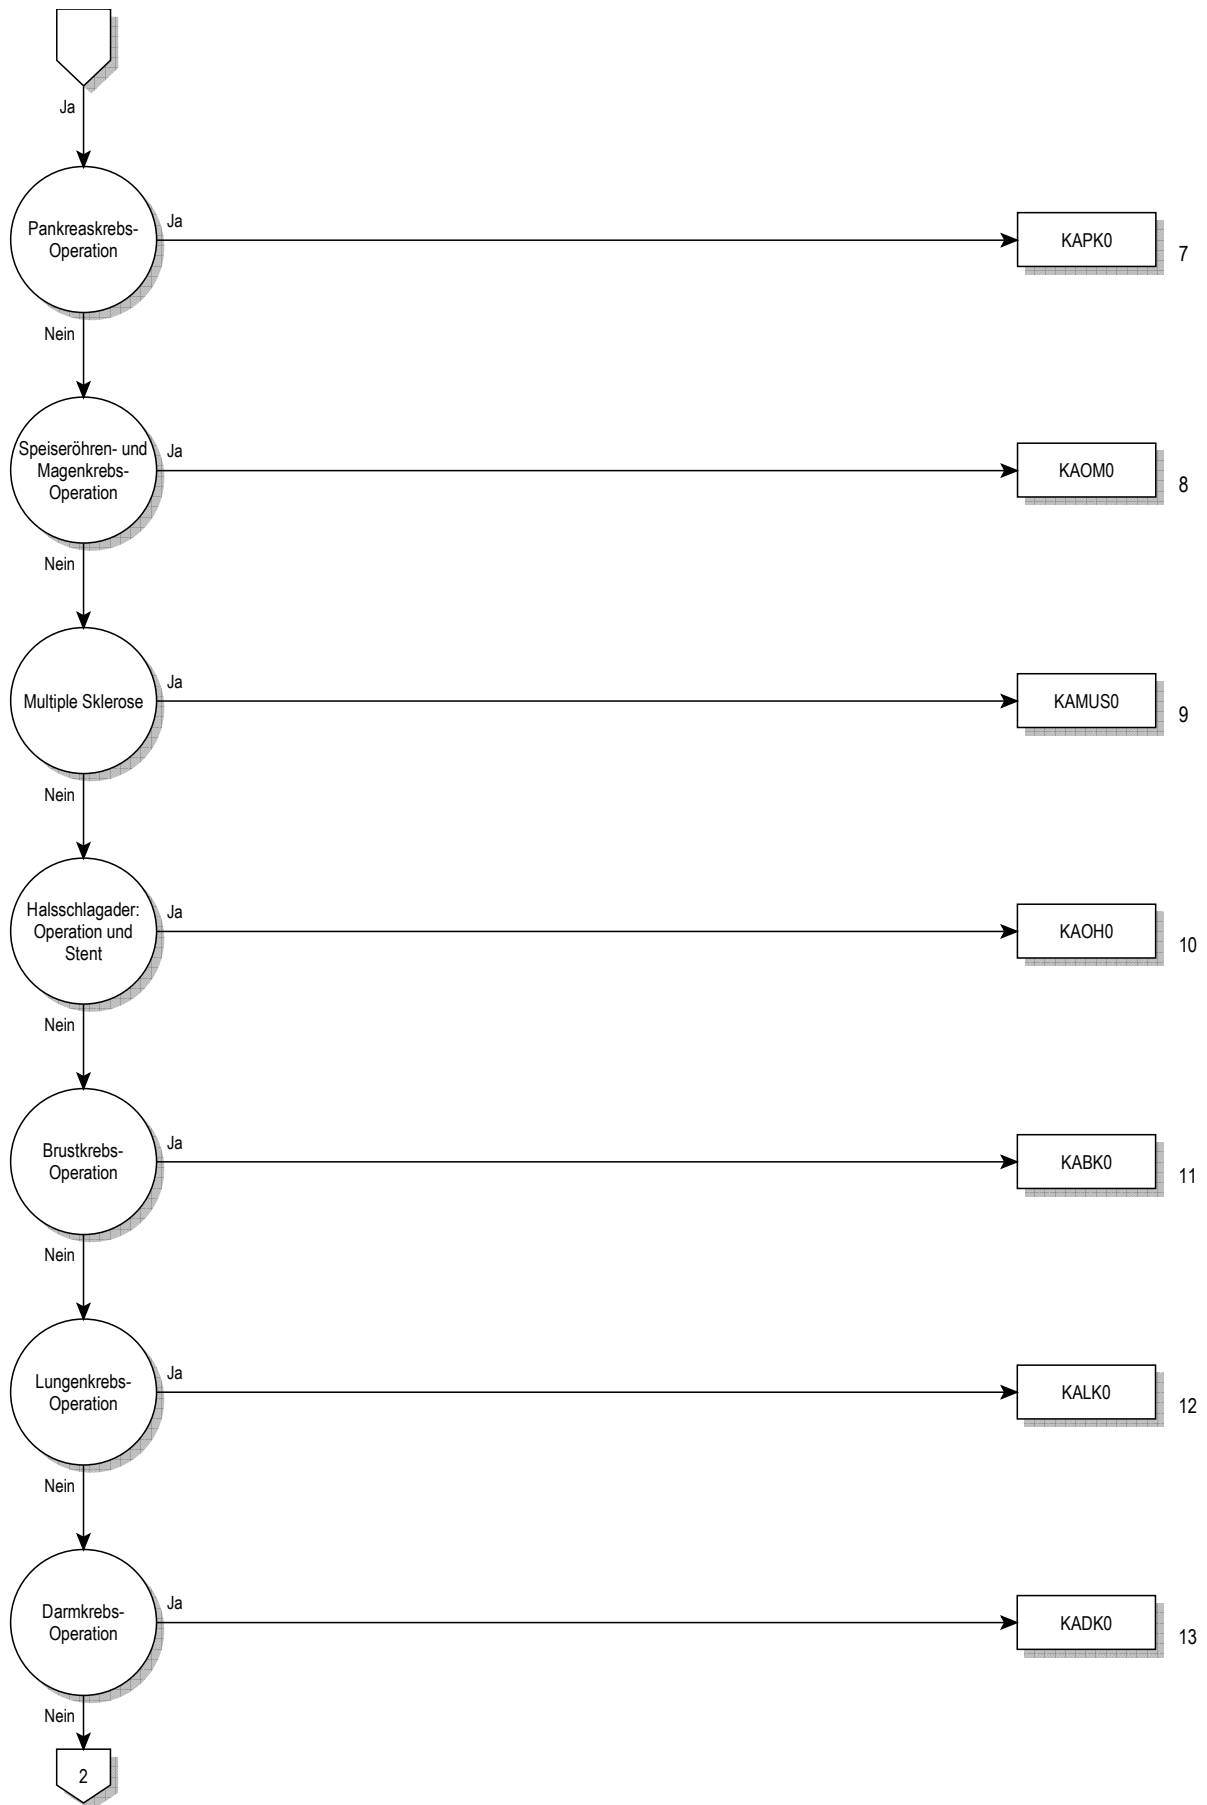 Ja
Pankreaskrebs-
Operation
Ja
KAPK0
7
Nein
Speiseröhren- und
Magenkrebs-
Operation
Ja
KAOM0
8
Nein
Multiple Sklerose
Ja
KAMUS0
9
Nein
Halsschlagader:
Operation und
Stent
Ja
KAOH0
10
Nein
Brustkrebs-
Operation
Ja
KABK0
11
Nein
Lungenkrebs-
Operation
Ja
KALK0
12
Nein
Darmkrebs-
Operation
Ja
KADK0
13
Nein
2